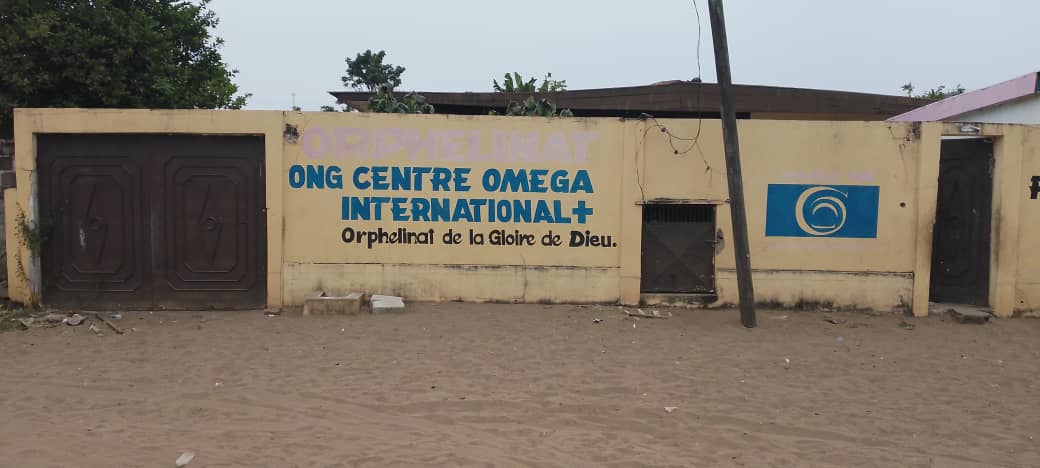 ORPHELINAT
ONG CENTRE OMEGA
INTERNATIONAL+
Orphelinat de la Gloire de Dieu.